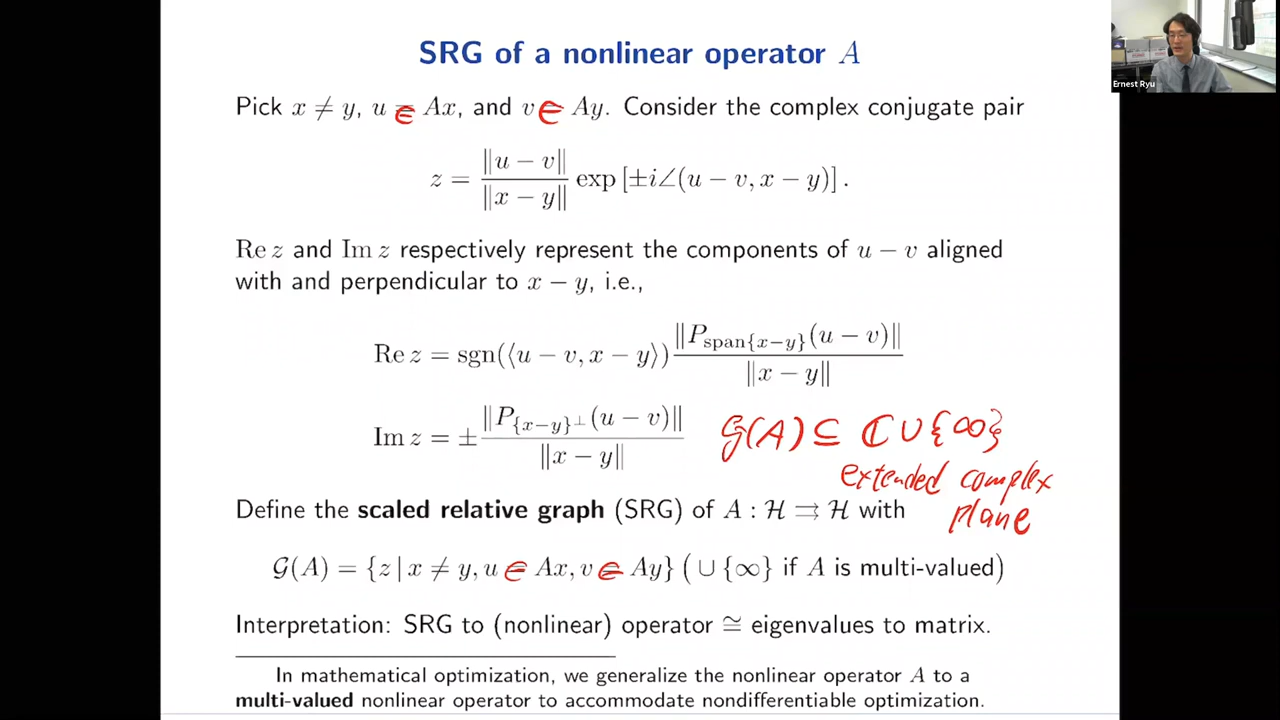 SRG of a nonlinear operator A
Ernest Ryu
Pick x ≠ y, u ∈ Ax, and v ∈ Ay. Consider the complex conjugate pair
z = ‖u − v‖ / ‖x − y‖ exp [±i∠(u − v, x − y)] .
Re z and Im z respectively represent the components of u − v aligned
with and perpendicular to x − y, i.e.,
Re z = sgn(⟨u − v, x − y⟩) ‖P_span{x−y}(u − v)‖ / ‖x − y‖
Im z = ± ‖P_{x−y}⊥(u − v)‖ / ‖x − y‖
G(A) ⊆ ℂ ∪ {∞}
extended complex
plane
Define the scaled relative graph (SRG) of A : H ⇉ H with
G(A) = {z | x ≠ y, u ∈ Ax, v ∈ Ay} ( ∪ {∞} if A is multi-valued)
Interpretation: SRG to (nonlinear) operator ≅ eigenvalues to matrix.
In mathematical optimization, we generalize the nonlinear operator A to a
multi-valued nonlinear operator to accommodate nondifferentiable optimization.